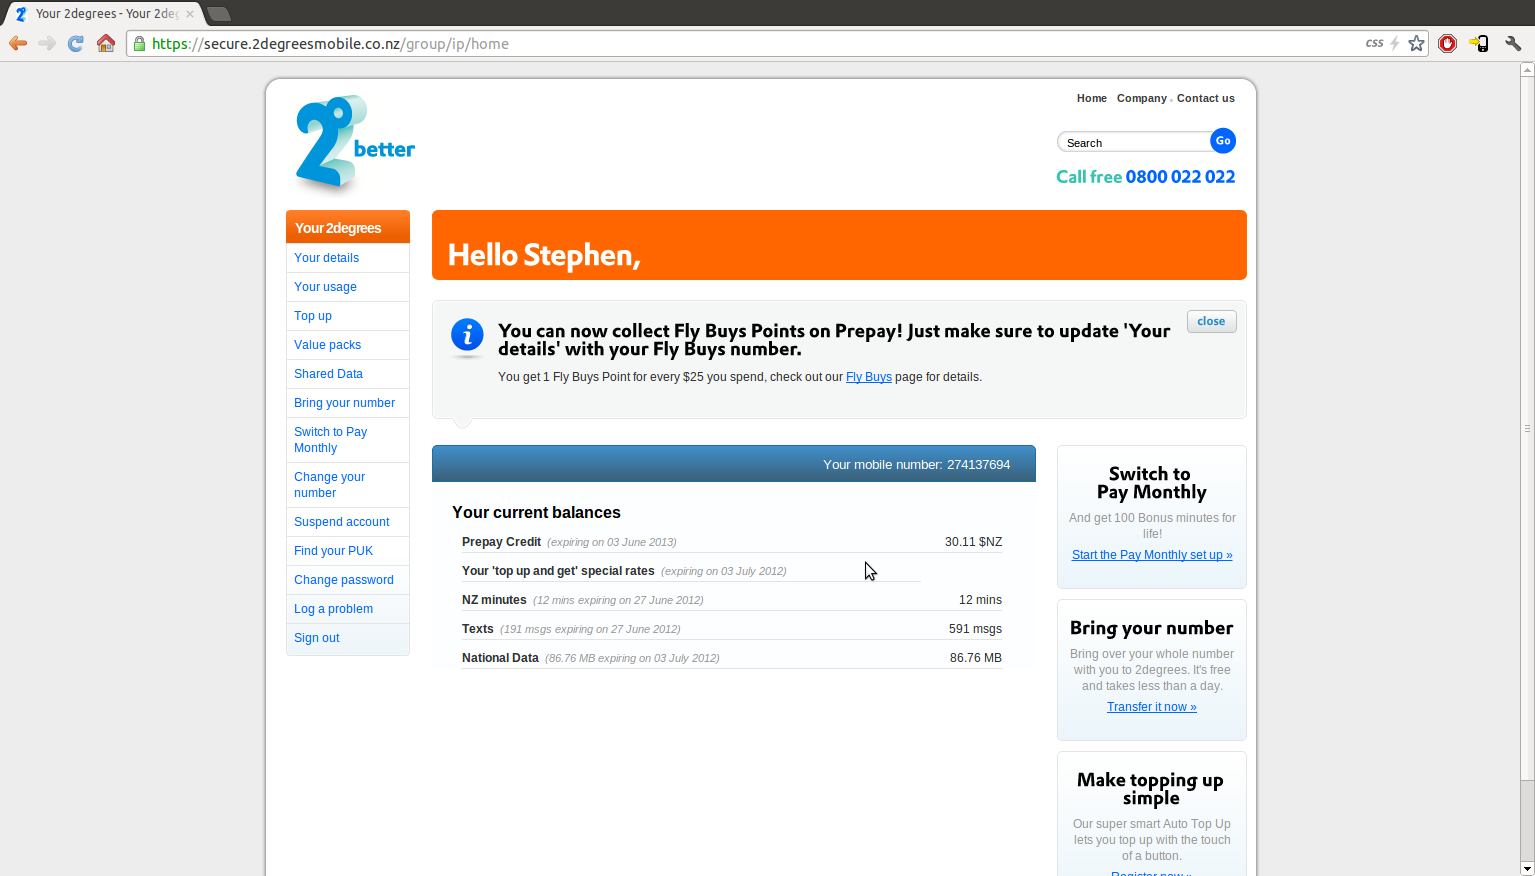 Your 2degrees - Your 2deg
https://secure.2degreesmobile.co.nz/group/ip/home
CSS
2 better
Home Company Contact us
Search Go
Call free 0800 022 022
Your 2degrees
Your details
Your usage
Top up
Value packs
Shared Data
Bring your number
Switch to Pay
Monthly
Change your
number
Suspend account
Find your PUK
Change password
Log a problem
Sign out
Hello Stephen,
close
You can now collect Fly Buys Points on Prepay! Just make sure to update 'Your
details' with your Fly Buys number.
You get 1 Fly Buys Point for every $25 you spend, check out our Fly Buys page for details.
Your mobile number: 274137694
Your current balances
Prepay Credit (expiring on 03 June 2013) 30.11 $NZ
Your 'top up and get' special rates (expiring on 03 July 2012)
NZ minutes (12 mins expiring on 27 June 2012) 12 mins
Texts (191 msgs expiring on 27 June 2012) 591 msgs
National Data (86.76 MB expiring on 03 July 2012) 86.76 MB
Switch to
Pay Monthly
And get 100 Bonus minutes for
life!
Start the Pay Monthly set up »
Bring your number
Bring over your whole number
with you to 2degrees. It's free
and takes less than a day.
Transfer it now »
Make topping up
simple
Our super smart Auto Top Up
lets you top up with the touch
of a button.
Register now »